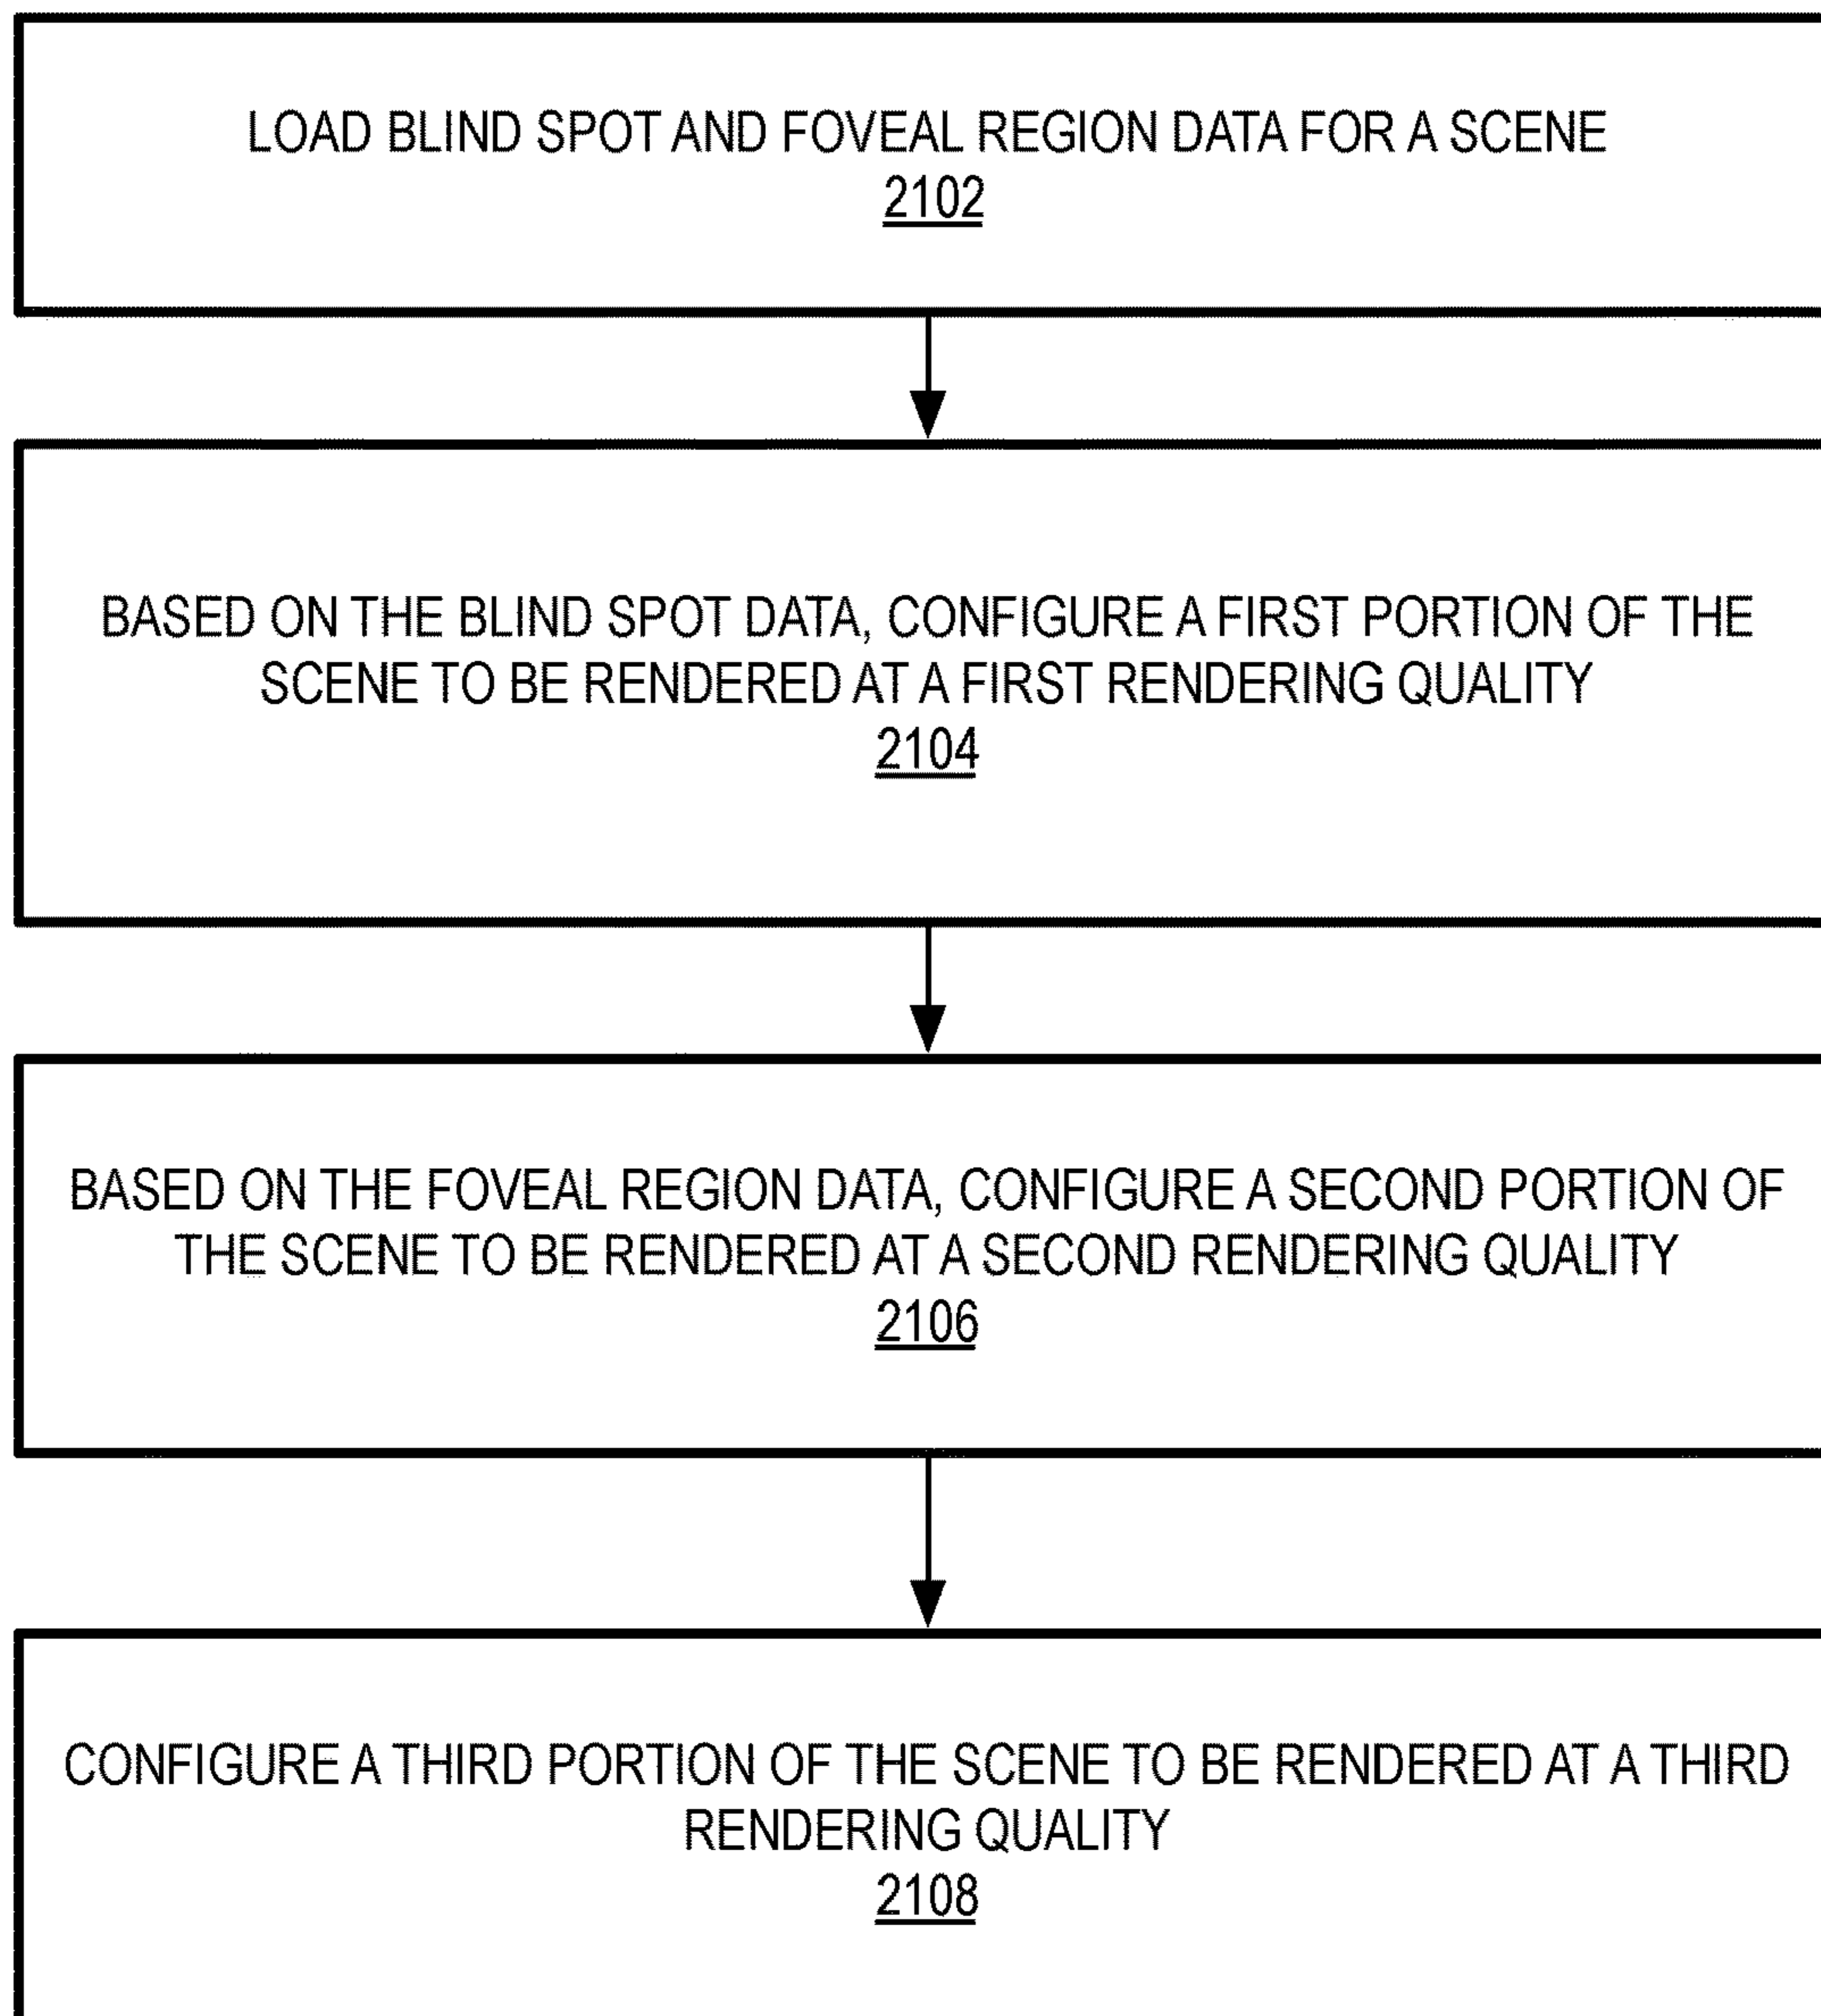 LOAD BLIND SPOT AND FOVEAL REGION DATA FOR A SCENE
2102
BASED ON THE BLIND SPOT DATA, CONFIGURE A FIRST PORTION OF THE
SCENE TO BE RENDERED AT A FIRST RENDERING QUALITY
2104
BASED ON THE FOVEAL REGION DATA, CONFIGURE A SECOND PORTION OF
THE SCENE TO BE RENDERED AT A SECOND RENDERING QUALITY
2106
CONFIGURE A THIRD PORTION OF THE SCENE TO BE RENDERED AT A THIRD
RENDERING QUALITY
2108